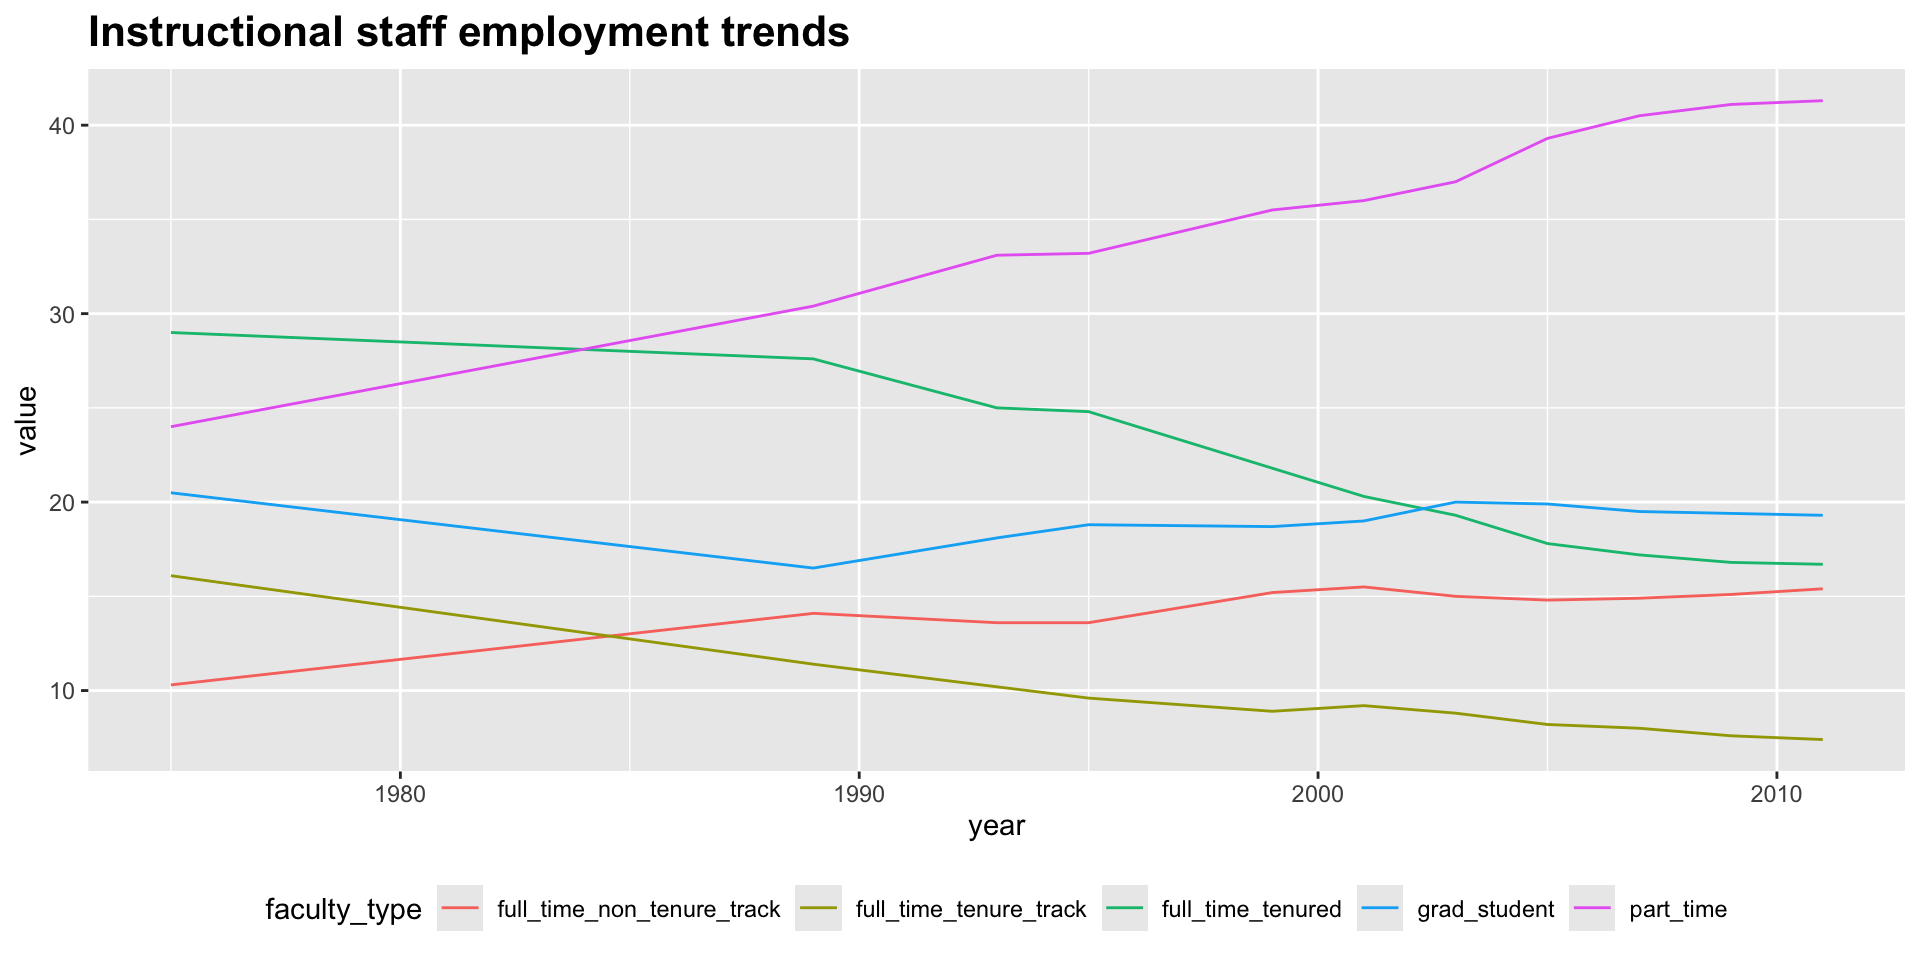 Instructional staff employment trends
40
30
20
10
value
1980 1990 2000 2010
year
faculty_type full_time_non_tenure_track full_time_tenure_track full_time_tenured grad_student part_time